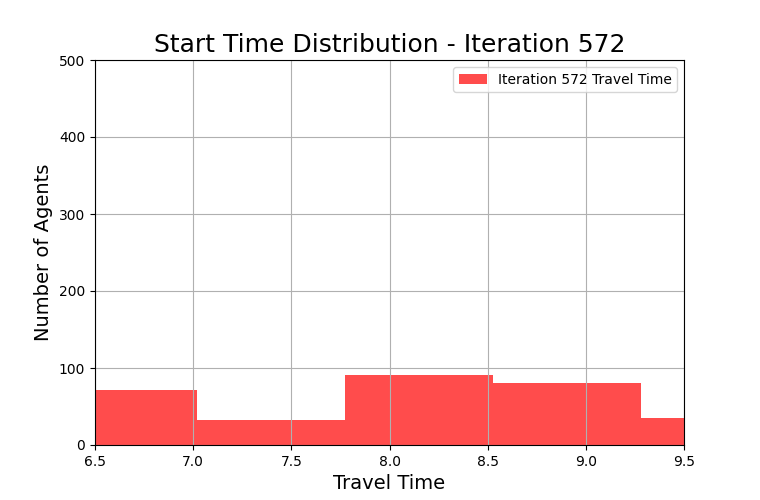 Start Time Distribution - Iteration 572
Iteration 572 Travel Time
Number of Agents
500
400
300
200
100
0
6.5 7.0 7.5 8.0 8.5 9.0 9.5
Travel Time